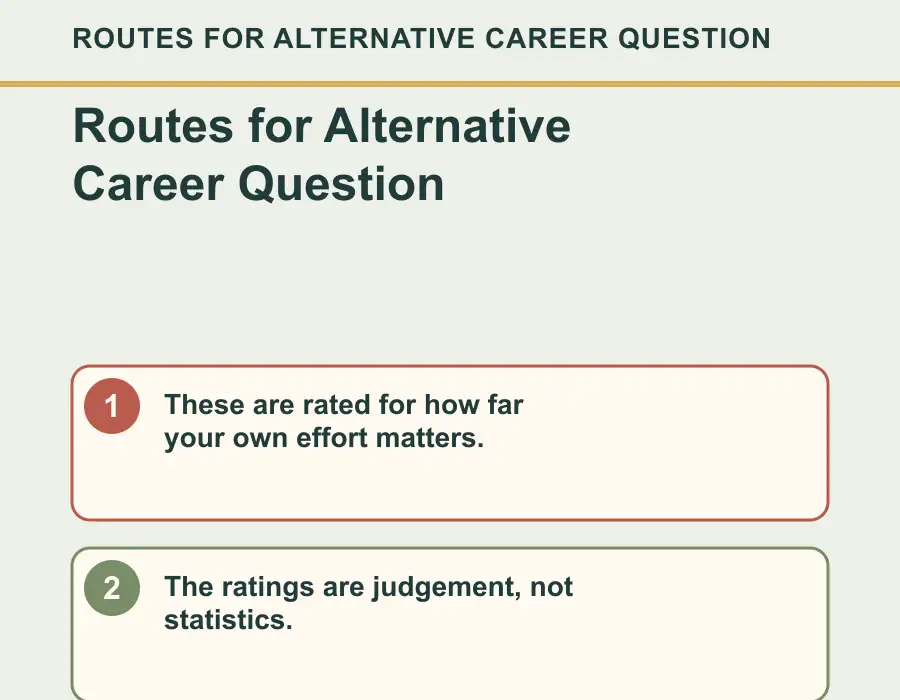 ROUTES FOR ALTERNATIVE CAREER QUESTION
Routes for Alternative
Career Question
1
These are rated for how far
your own effort matters.
2
The ratings are judgement, not
statistics.